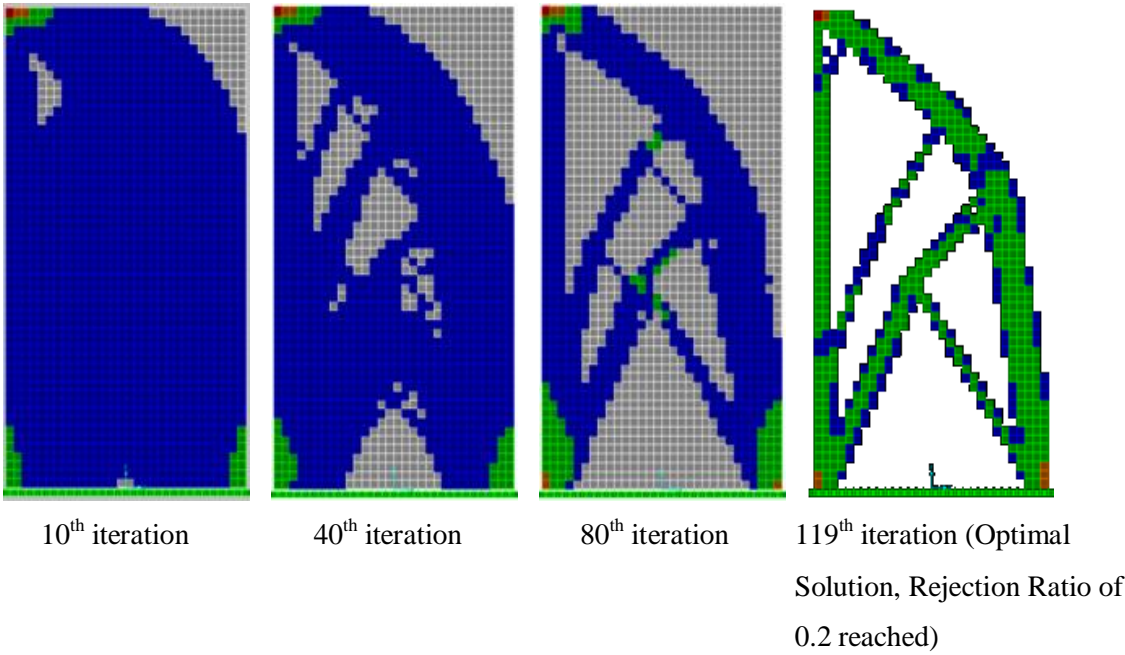 10th iteration
40th iteration
80th iteration
119th iteration (Optimal
Solution, Rejection Ratio of
0.2 reached)